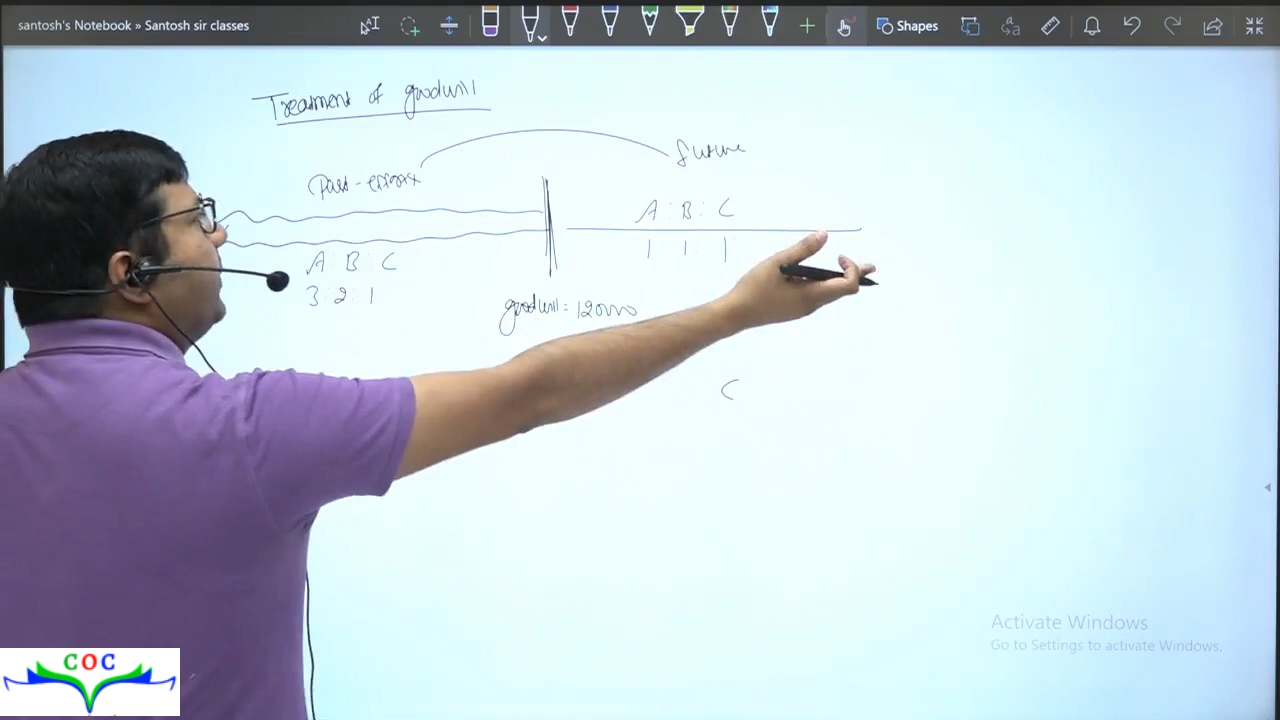 santosh's Notebook » Santosh sir classes
Shapes
Treatment of goodwill
Past - efforts
future
A : B : C
1 1 1
A B : C
3 : 2 : 1
goodwill = 12000
C
Activate Windows
Go to Settings to activate Windows.
COC